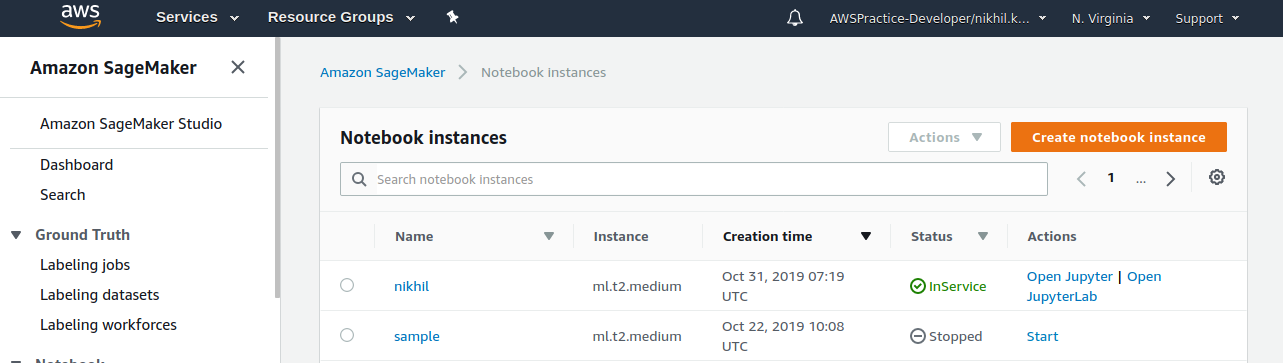 aws Services Resource Groups AWSPractice-Developer/nikhil.k... N. Virginia Support
Amazon SageMaker
Amazon SageMaker Studio
Dashboard
Search
Ground Truth
Labeling jobs
Labeling datasets
Labeling workforces
Notebook
Amazon SageMaker Notebook instances
Notebook instances Actions Create notebook instance
Search notebook instances 1 ...
Name Instance Creation time Status Actions
nikhil ml.t2.medium Oct 31, 2019 07:19 InService Open Jupyter | Open
UTC JupyterLab
sample ml.t2.medium Oct 22, 2019 10:08 Stopped Start
UTC